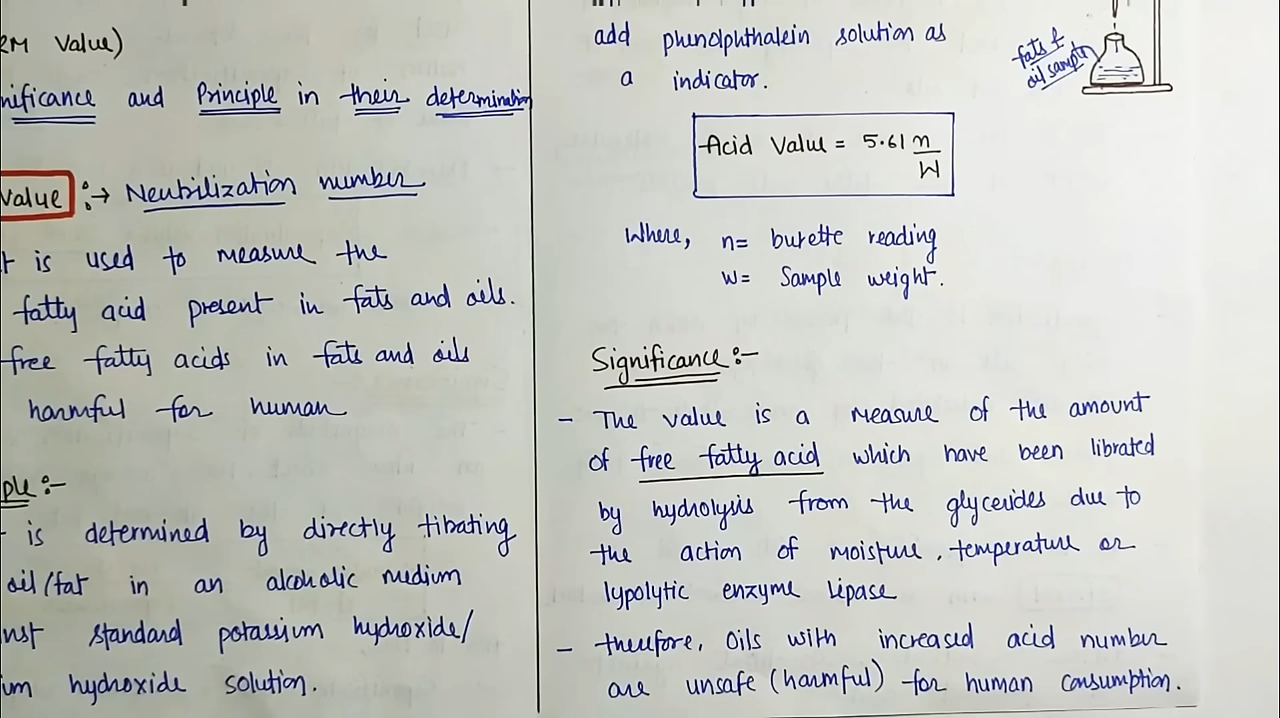 RM Value)
nificance and Principle in their determination
Value :→ Neutrilization number
t is used to measure the
fatty acid present in fats and oils.
free fatty acids in fats and oils
harmful for human
ple :-
- is determined by directly titrating
oil/fat in an alcoholic medium
nst standard potassium hydroxide/
um hydroxide solution.
add phenolphthalein solution as
a indicator.
fats &
oil sample
Acid Value = 5.61 n/W
Where, n= burette reading
W= Sample weight.
Significance :-
- The value is a measure of the amount
of free fatty acid which have been librated
by hydrolysis from the glycerides due to
the action of moisture, temperature or
lypolytic enzyme lipase
- therefore, Oils with increased acid number
are unsafe (harmful) for human consumption.